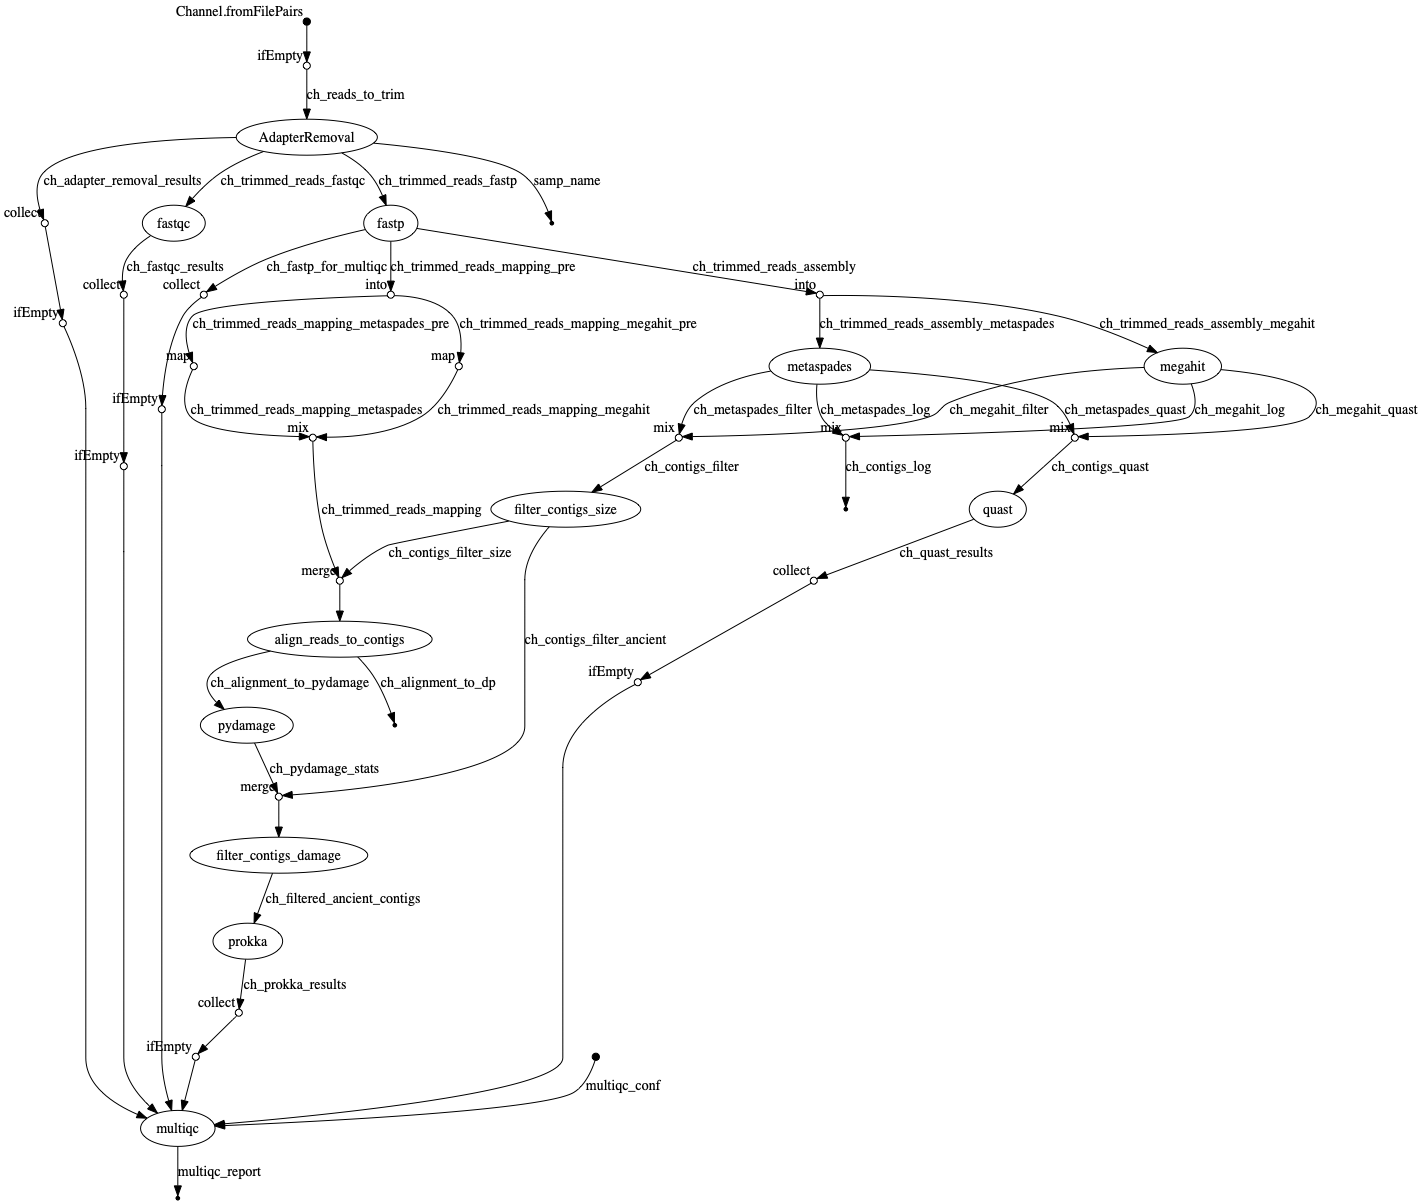 Channel.fromFilePairs
ifEmpty
ch_reads_to_trim
AdapterRemoval
ch_adapter_removal_results
ch_trimmed_reads_fastqc
ch_trimmed_reads_fastp
samp_name
collect
fastqc
fastp
ch_fastqc_results
ch_fastp_for_multiqc
ch_trimmed_reads_mapping_pre
ch_trimmed_reads_assembly
collect
collect
into
into
ifEmpty
ch_trimmed_reads_mapping_metaspades_pre
ch_trimmed_reads_mapping_megahit_pre
ch_trimmed_reads_assembly_metaspades
ch_trimmed_reads_assembly_megahit
map
map
metaspades
megahit
ifEmpty
ch_trimmed_reads_mapping_metaspades
ch_trimmed_reads_mapping_megahit
ch_metaspades_filter
ch_metaspades_log
ch_megahit_filter
ch_metaspades_quast
ch_megahit_log
ch_megahit_quast
mix
mix
mix
mix
ifEmpty
ch_contigs_filter
ch_contigs_log
ch_contigs_quast
ch_trimmed_reads_mapping
filter_contigs_size
quast
ch_contigs_filter_size
ch_quast_results
merge
collect
align_reads_to_contigs
ch_contigs_filter_ancient
ifEmpty
ch_alignment_to_pydamage
ch_alignment_to_dp
pydamage
ch_pydamage_stats
merge
filter_contigs_damage
ch_filtered_ancient_contigs
prokka
ch_prokka_results
collect
ifEmpty
multiqc_conf
multiqc
multiqc_report